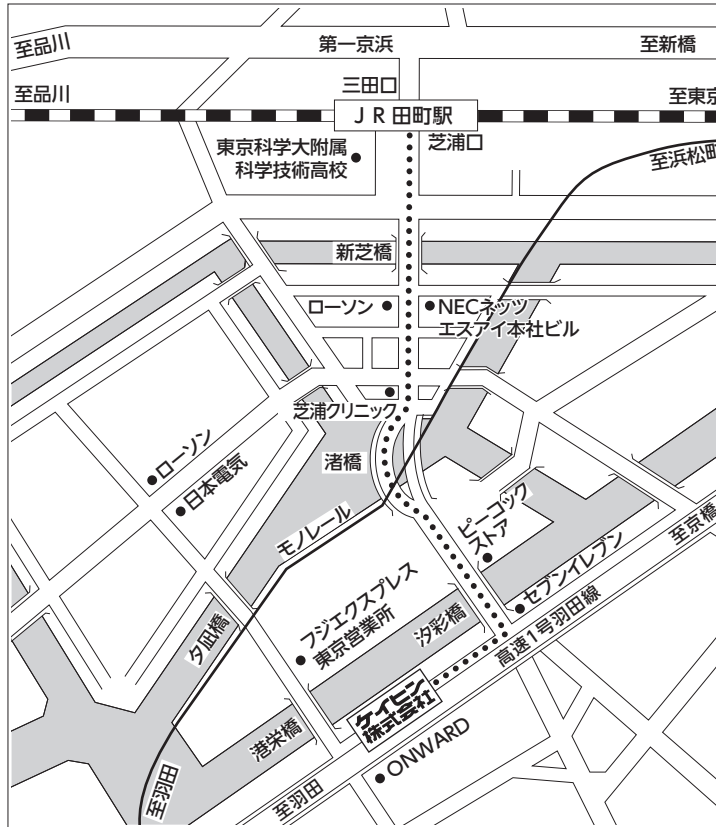 至品川
第一京浜
至新橋
至品川
三田口
ＪＲ田町駅
至東京
芝浦口
至浜松町
東京科学大附属
科学技術高校
新芝橋
ローソン
NECネッツ
エスアイ本社ビル
芝浦クリニック
ローソン
日本電気
渚橋
モノレール
ピーコック
ストア
至京橋
セブンイレブン
フジエクスプレス
東京営業所
汐彩橋
高速1号羽田線
夕凪橋
ケイヒン
株式会社
港栄橋
ONWARD
至羽田
至羽田